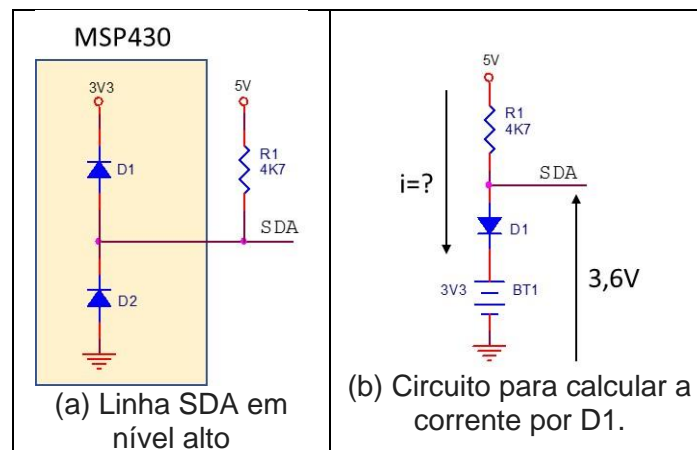 MSP430
3V3
5V
D1
R1
4K7
SDA
D2
(a) Linha SDA em
nível alto
5V
R1
4K7
i=?
SDA
D1
3V3
BT1
3,6V
(b) Circuito para calcular a
corrente por D1.